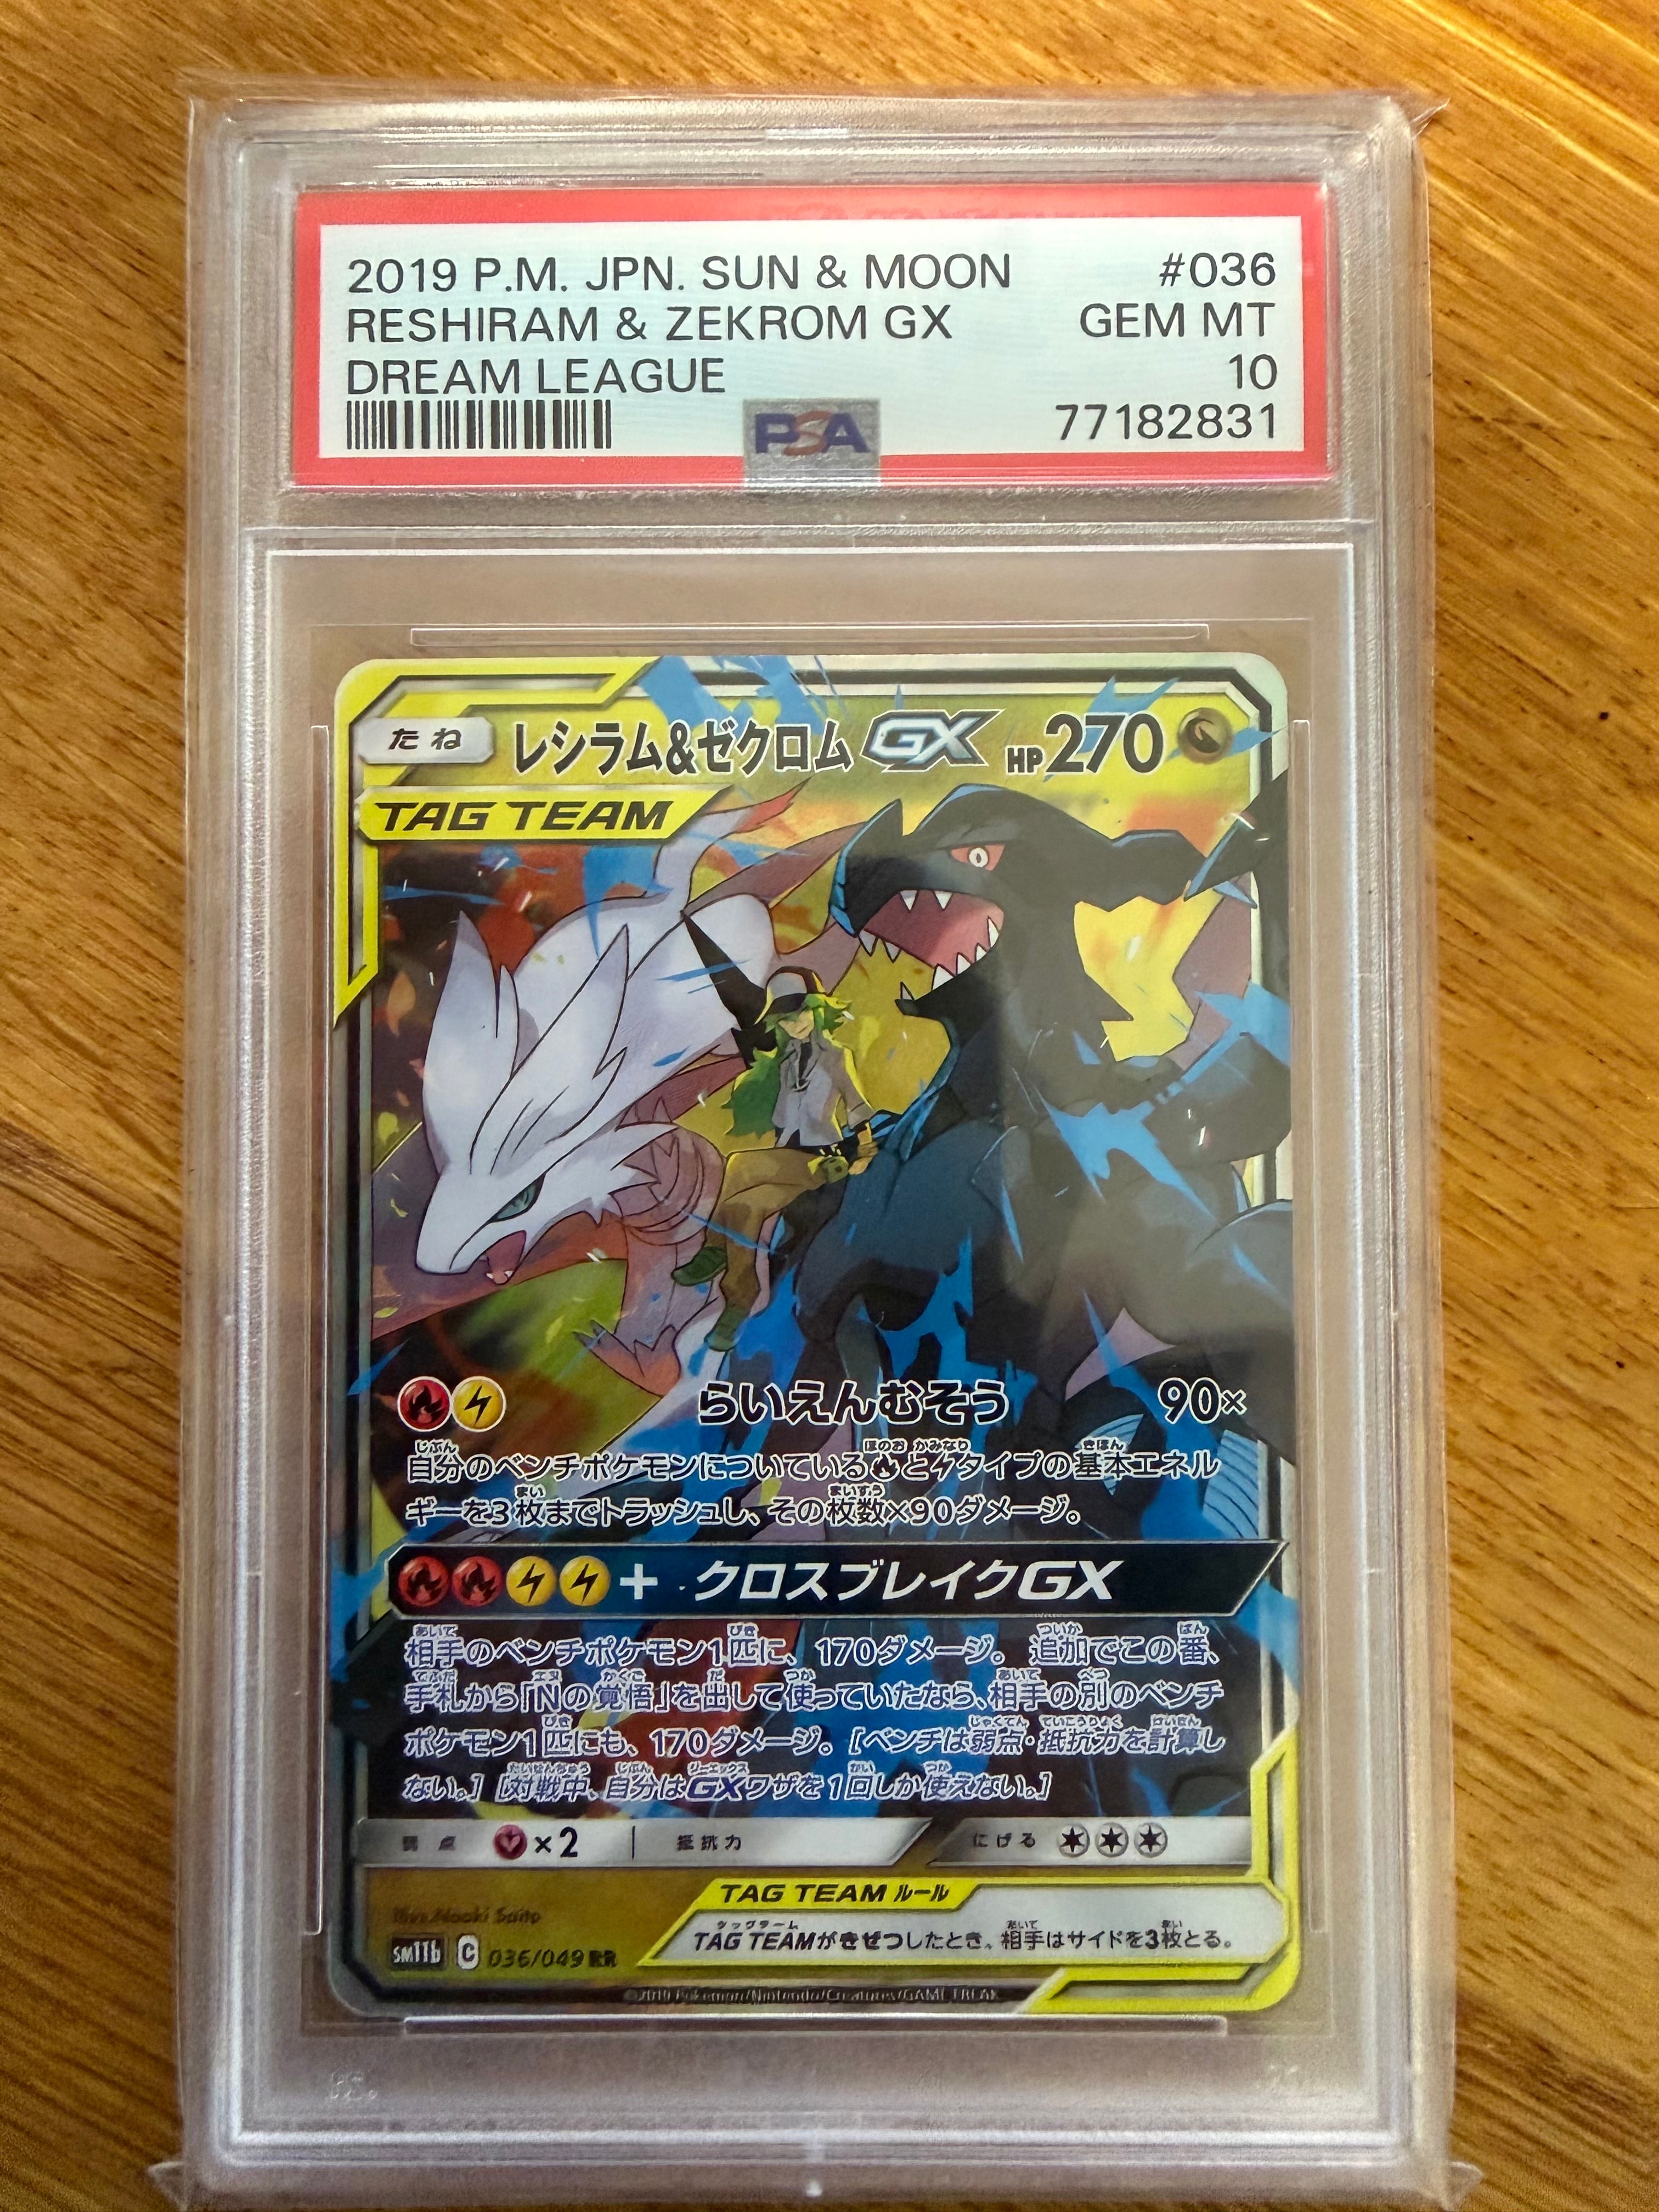 2019 P.M. JPN. SUN & MOON #036
RESHIRAM & ZEKROM GX GEM MT
DREAM LEAGUE 10
PSA 77182831
たね レシラム&ゼクロムGX HP270
TAG TEAM
らいえんむそう 90×
自分のベンチポケモンについているとタイプの基本エネル
ギーを3枚までトラッシュし、その枚数×90ダメージ。
+ クロスブレイクGX
相手のベンチポケモン1匹に、170ダメージ。追加でこの番、
手札から「Nの覚悟」を出して使っていたなら、相手の別のベンチ
ポケモン1匹にも、170ダメージ。[ベンチは弱点・抵抗力を計算し
ない。] [対戦中、自分はGXワザを1回しか使えない。]
弱点 ×2 抵抗力 にげる
TAG TEAM ルール
Illus. Naoki Saito
TAG TEAMがきぜつしたとき、相手はサイドを3枚とる。
sm11b C 036/049 RR
©2019 Pokémon/Nintendo/Creatures/GAME FREAK